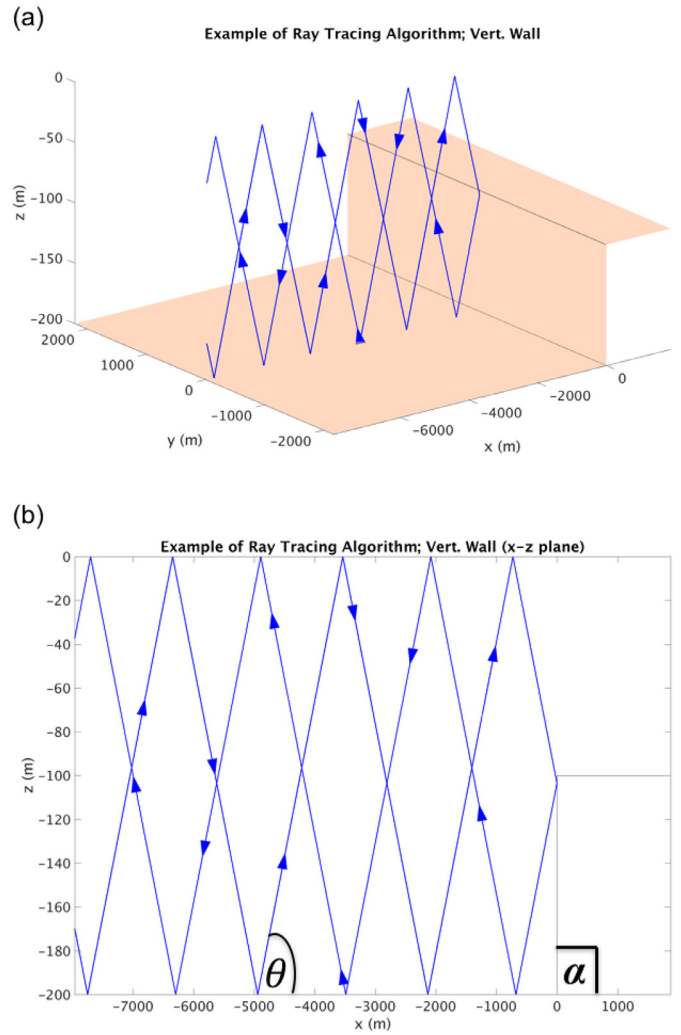 (a)
Example of Ray Tracing Algorithm; Vert. Wall
0
−50
−100
−150
−200
z (m)
2000
1000
0
−1000
−2000
y (m)
−6000
−4000
−2000
0
x (m)
(b)
Example of Ray Tracing Algorithm; Vert. Wall (x−z plane)
0
−20
−40
−60
−80
−100
−120
−140
−160
−180
−200
z (m)
θ
α
−7000 −6000 −5000 −4000 −3000 −2000 −1000 0 1000
x (m)